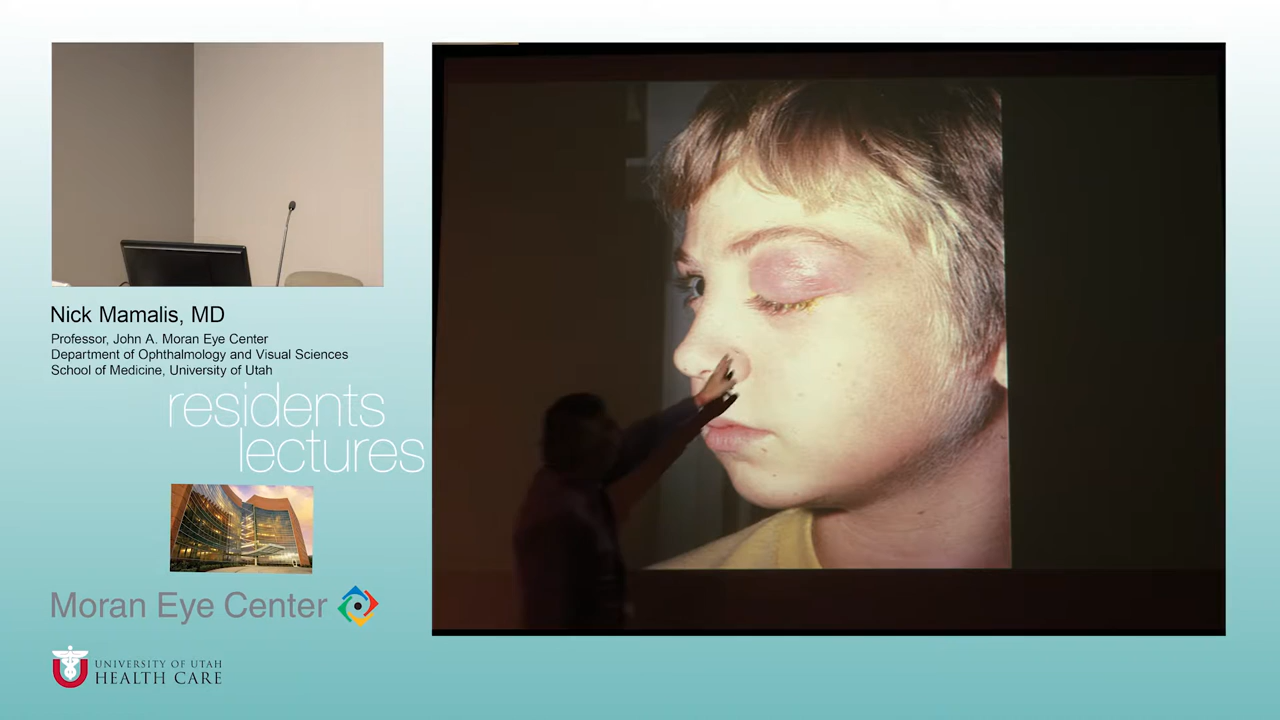 Nick Mamalis, MD
Professor, John A. Moran Eye Center
Department of Ophthalmology and Visual Sciences
School of Medicine, University of Utah
residents
lectures
Moran Eye Center
UNIVERSITY OF UTAH
HEALTH CARE